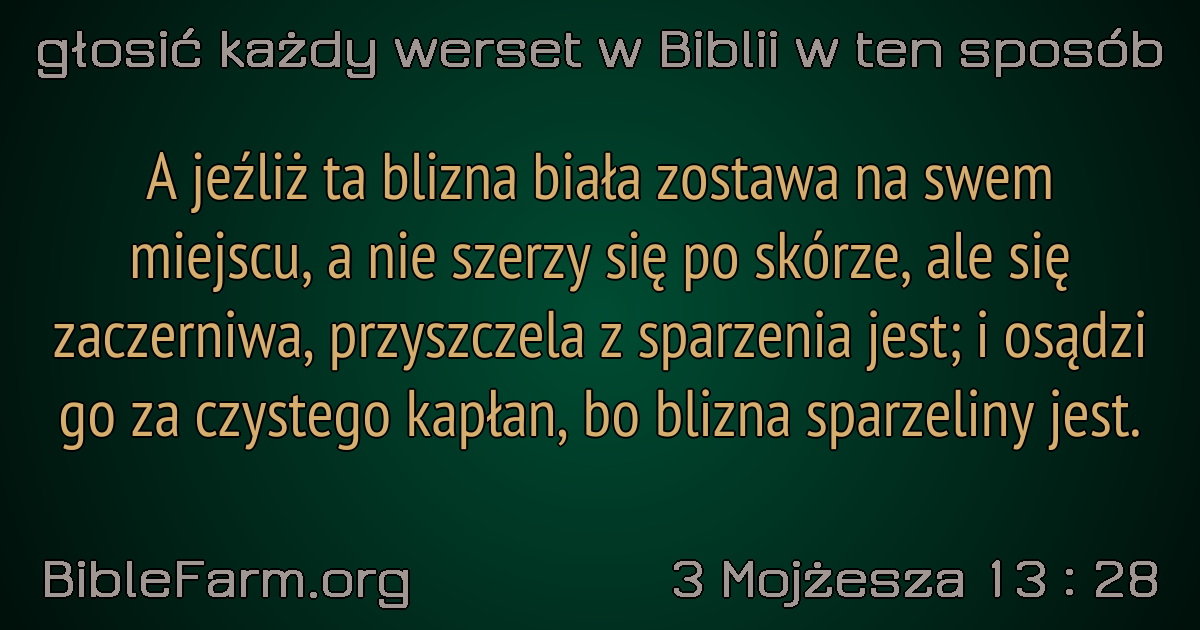 głosić każdy werset w Biblii w ten sposób
A jeźliż ta blizna biała zostawa na swem
miejscu, a nie szerzy się po skórze, ale się
zaczerniwa, przyszczela z sparzenia jest; i osądzi
go za czystego kapłan, bo blizna sparzeliny jest.
BibleFarm.org
3 Mojżesza 13 : 28